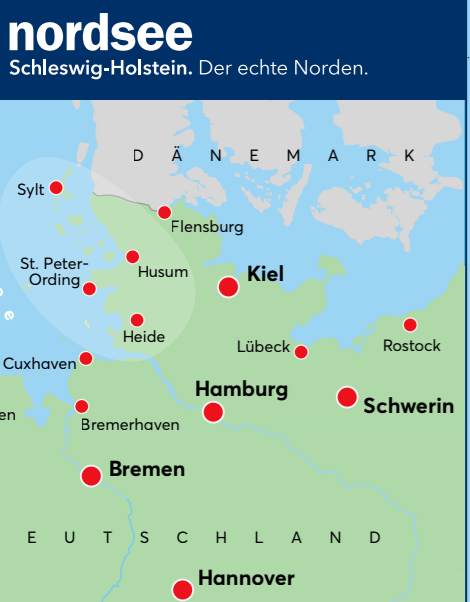 nordsee
Schleswig-Holstein. Der echte Norden.
D Ä N E M A R K
Sylt
Flensburg
St. Peter-
Ording
Husum
Kiel
Heide
Lübeck
Rostock
Cuxhaven
Hamburg
Schwerin
en
Bremerhaven
Bremen
E U T S C H L A N D
Hannover